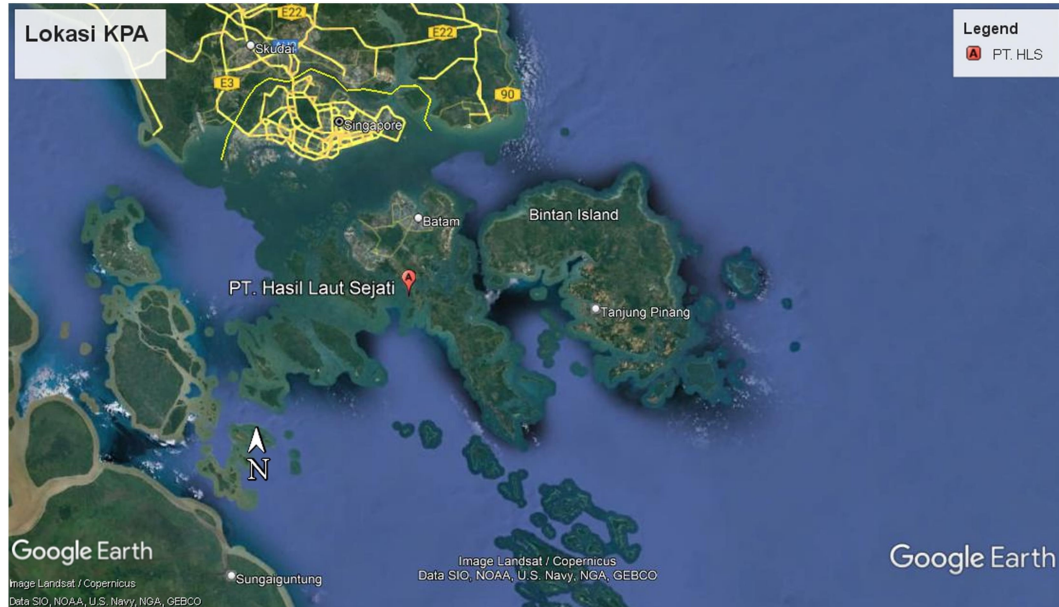 Lokasi KPA
Legend
A PT. HLS
E22
E22
Skudai
E3
90
Singapore
Batam
Bintan Island
A
PT. Hasil Laut Sejati
Tanjung Pinang
N
Google Earth
Image Landsat / Copernicus
Data SIO, NOAA, U.S. Navy, NGA, GEBCO
Google Earth
Sungaiguntung
Image Landsat / Copernicus
Data SIO, NOAA, U.S. Navy, NGA, GEBCO